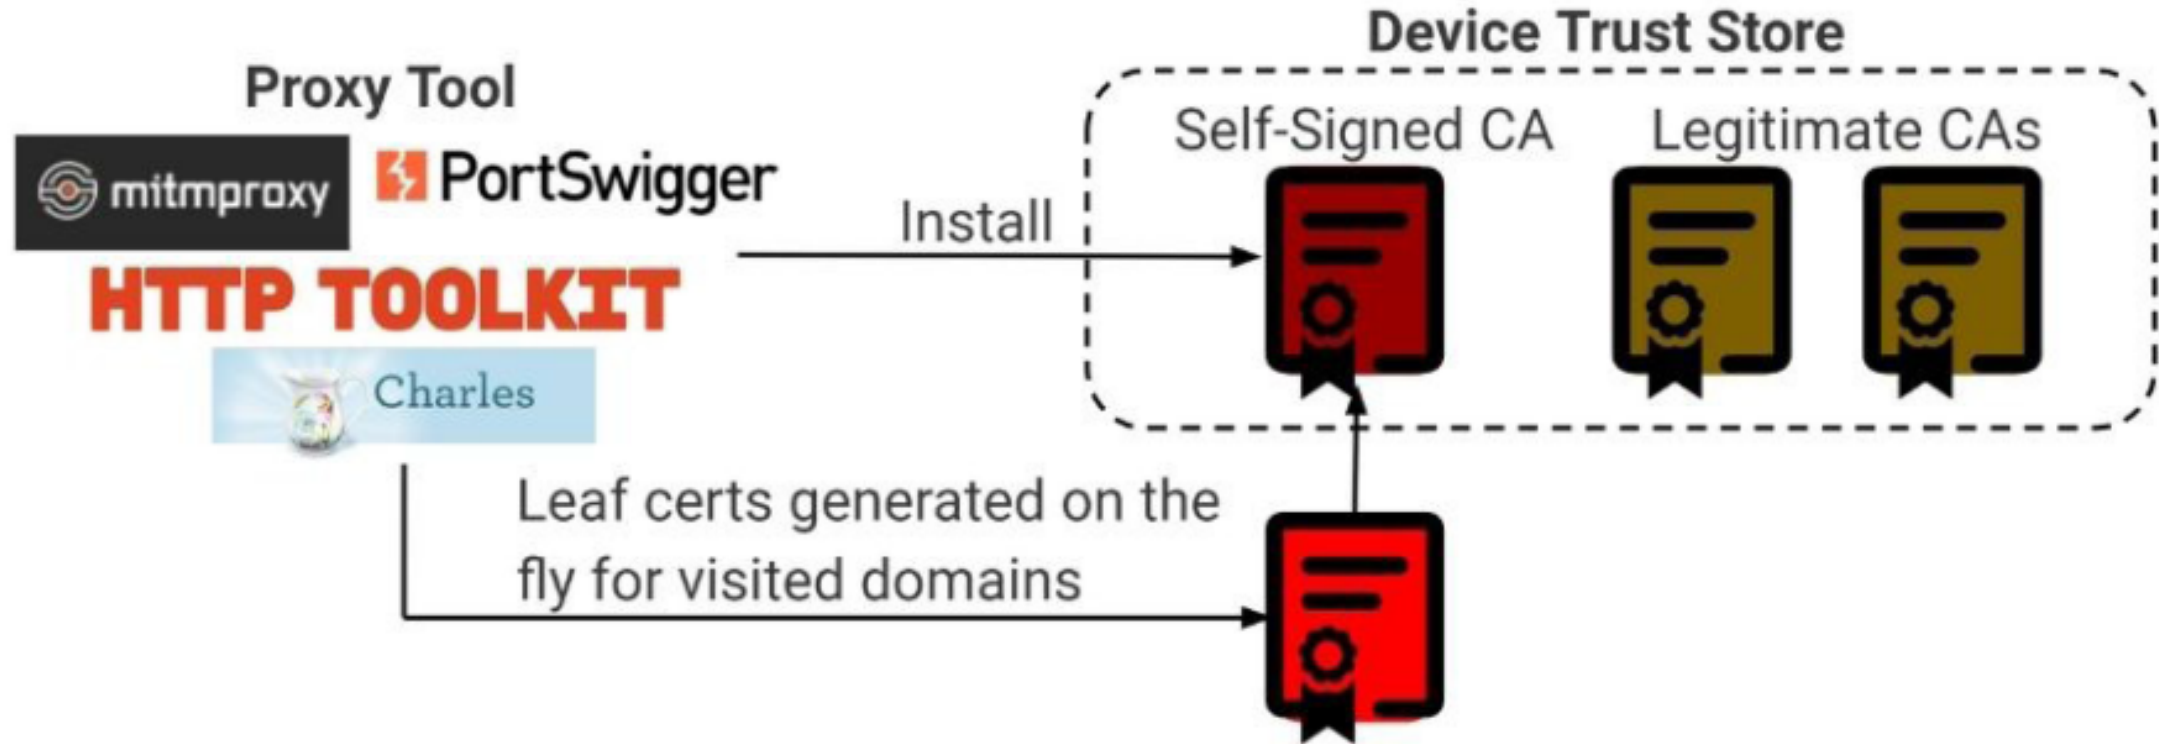 Device Trust Store
Proxy Tool
Self-Signed CA
Legitimate CAs
mitmproxy
PortSwigger
Install
HTTP TOOLKIT
Charles
Leaf certs generated on the
fly for visited domains